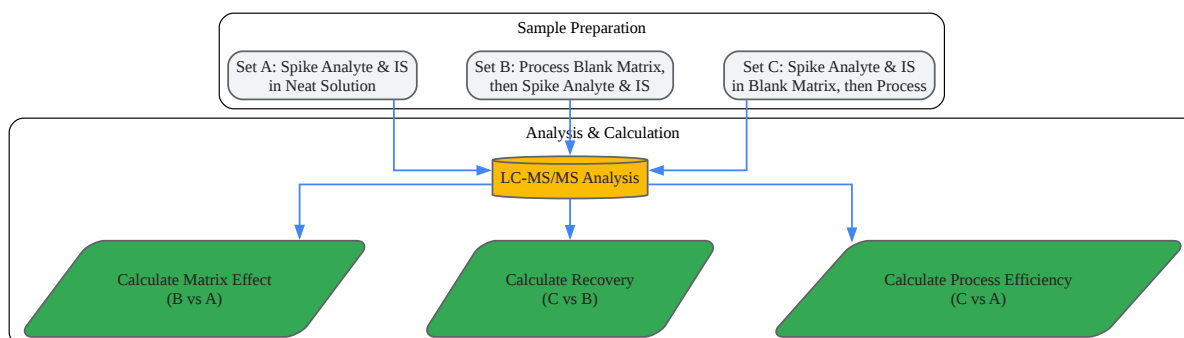 Sample Preparation
Set A: Spike Analyte & IS
in Neat Solution
Set B: Process Blank Matrix,
then Spike Analyte & IS
Set C: Spike Analyte & IS
in Blank Matrix, then Process
Analysis & Calculation
LC-MS/MS Analysis
Calculate Matrix Effect
(B vs A)
Calculate Recovery
(C vs B)
Calculate Process Efficiency
(C vs A)